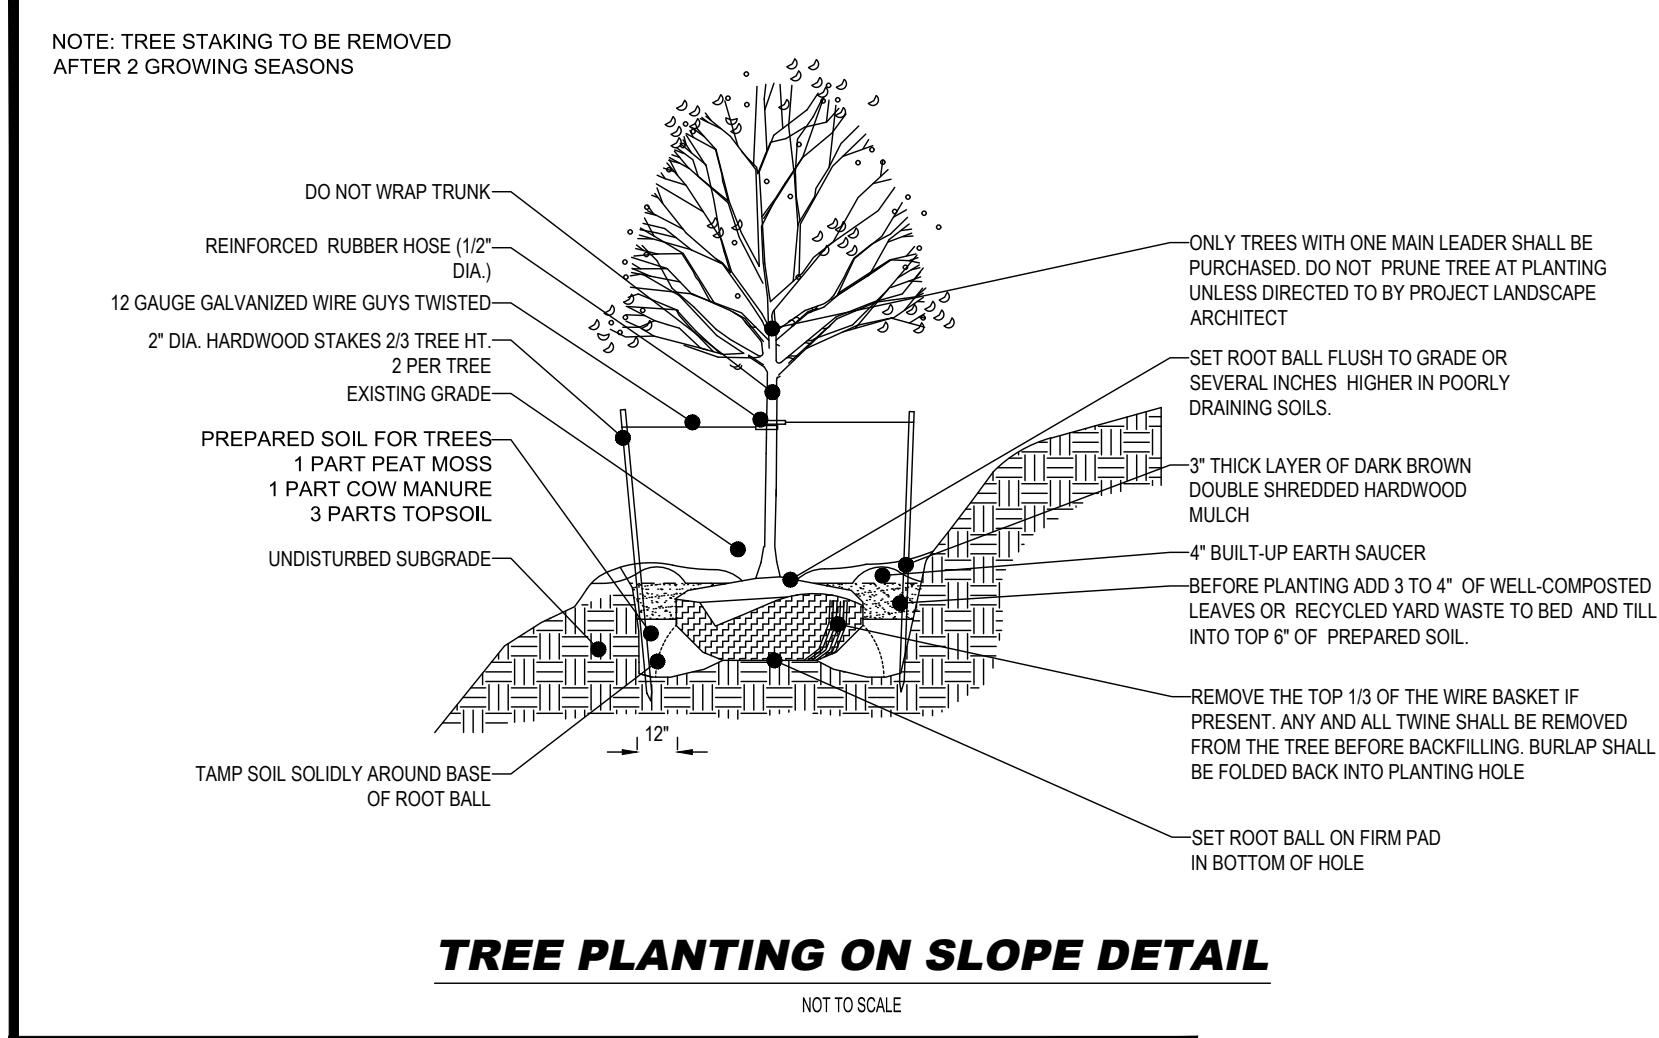 NOTE: TREE STAKING TO BE REMOVED
AFTER 2 GROWING SEASONS
DO NOT WRAP TRUNK
REINFORCED RUBBER HOSE (1/2"
DIA.)
12 GAUGE GALVANIZED WIRE GUYS TWISTED
2" DIA. HARDWOOD STAKES 2/3 TREE HT.
2 PER TREE
EXISTING GRADE
PREPARED SOIL FOR TREES
1 PART PEAT MOSS
1 PART COW MANURE
3 PARTS TOPSOIL
UNDISTURBED SUBGRADE
12"
TAMP SOIL SOLIDLY AROUND BASE
OF ROOT BALL
ONLY TREES WITH ONE MAIN LEADER SHALL BE
PURCHASED. DO NOT PRUNE TREE AT PLANTING
UNLESS DIRECTED TO BY PROJECT LANDSCAPE
ARCHITECT
SET ROOT BALL FLUSH TO GRADE OR
SEVERAL INCHES HIGHER IN POORLY
DRAINING SOILS.
3" THICK LAYER OF DARK BROWN
DOUBLE SHREDDED HARDWOOD
MULCH
4" BUILT-UP EARTH SAUCER
BEFORE PLANTING ADD 3 TO 4" OF WELL-COMPOSTED
LEAVES OR RECYCLED YARD WASTE TO BED AND TILL
INTO TOP 6" OF PREPARED SOIL.
REMOVE THE TOP 1/3 OF THE WIRE BASKET IF
PRESENT. ANY AND ALL TWINE SHALL BE REMOVED
FROM THE TREE BEFORE BACKFILLING. BURLAP SHALL
BE FOLDED BACK INTO PLANTING HOLE
SET ROOT BALL ON FIRM PAD
IN BOTTOM OF HOLE
TREE PLANTING ON SLOPE DETAIL
NOT TO SCALE